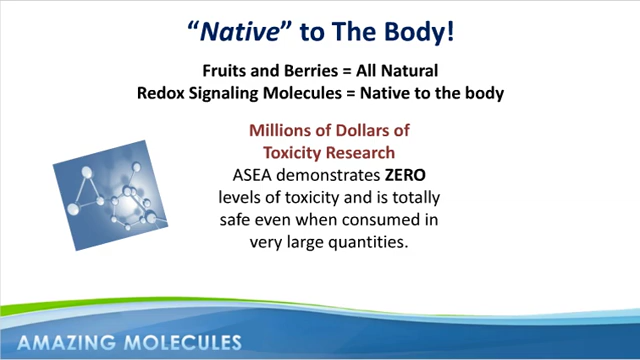 “Native” to The Body!
Fruits and Berries = All Natural
Redox Signaling Molecules = Native to the body
Millions of Dollars of
Toxicity Research
ASEA demonstrates ZERO
levels of toxicity and is totally
safe even when consumed in
very large quantities.
AMAZING MOLECULES